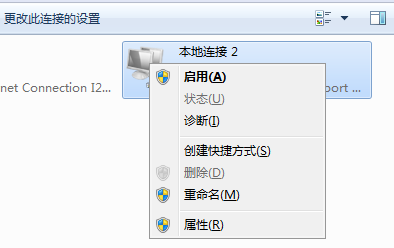 更改此连接的设置
本地连接 2
net Connection I2...
port ...
启用(A)
状态(U)
诊断(I)
创建快捷方式(S)
删除(D)
重命名(M)
属性(R)